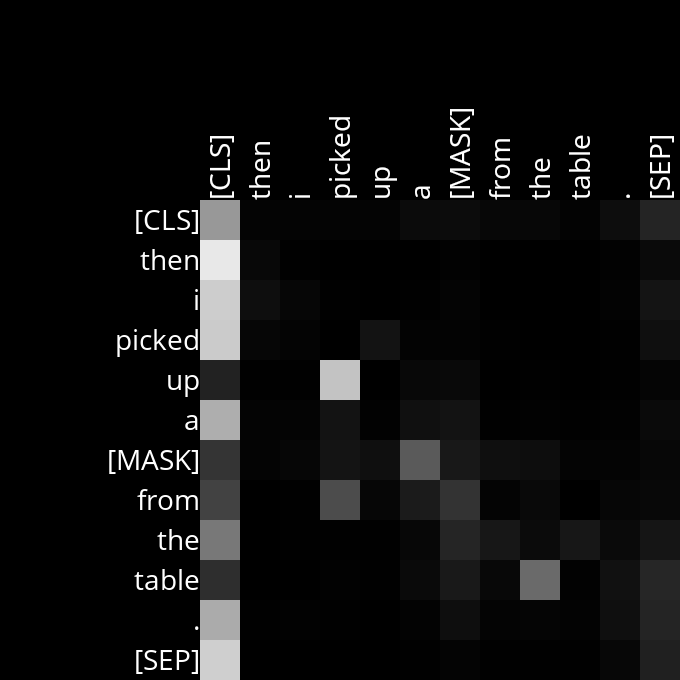 [CLS] then i picked up a [MASK] from the table . [SEP]
[CLS]
then
i
picked
up
a
[MASK]
from
the
table
.
[SEP]